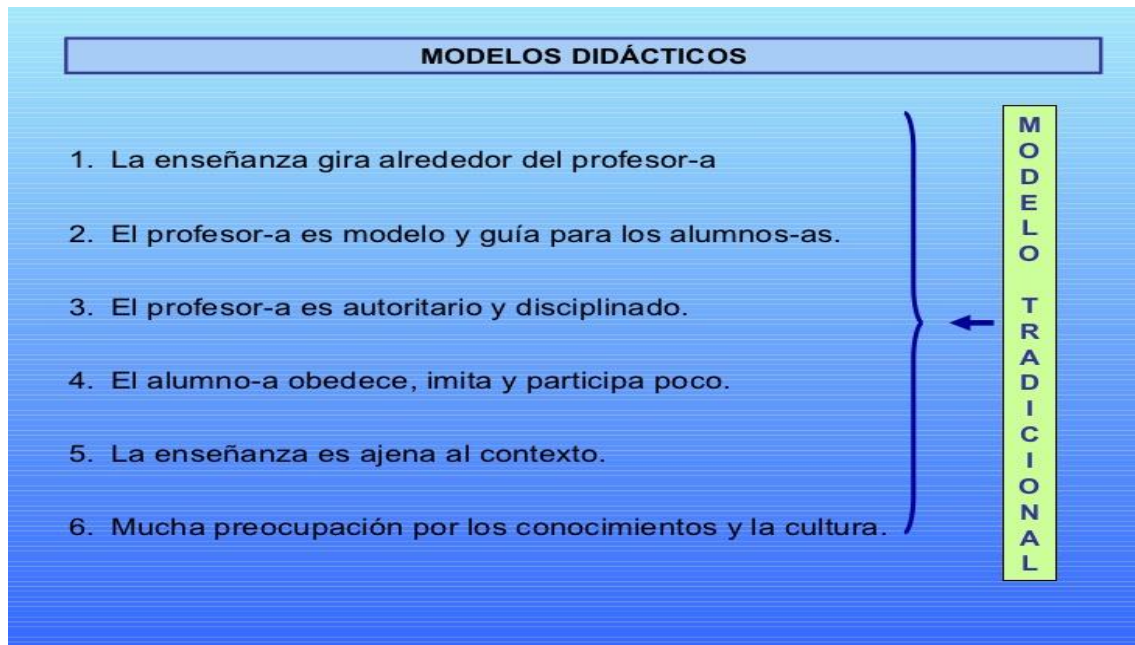 MODELOS DIDÁCTICOS
1. La enseñanza gira alrededor del profesor-a
2. El profesor-a es modelo y guía para los alumnos-as.
3. El profesor-a es autoritario y disciplinado.
4. El alumno-a obedece, imita y participa poco.
5. La enseñanza es ajena al contexto.
6. Mucha preocupación por los conocimientos y la cultura.
MODELO TRADICIONAL